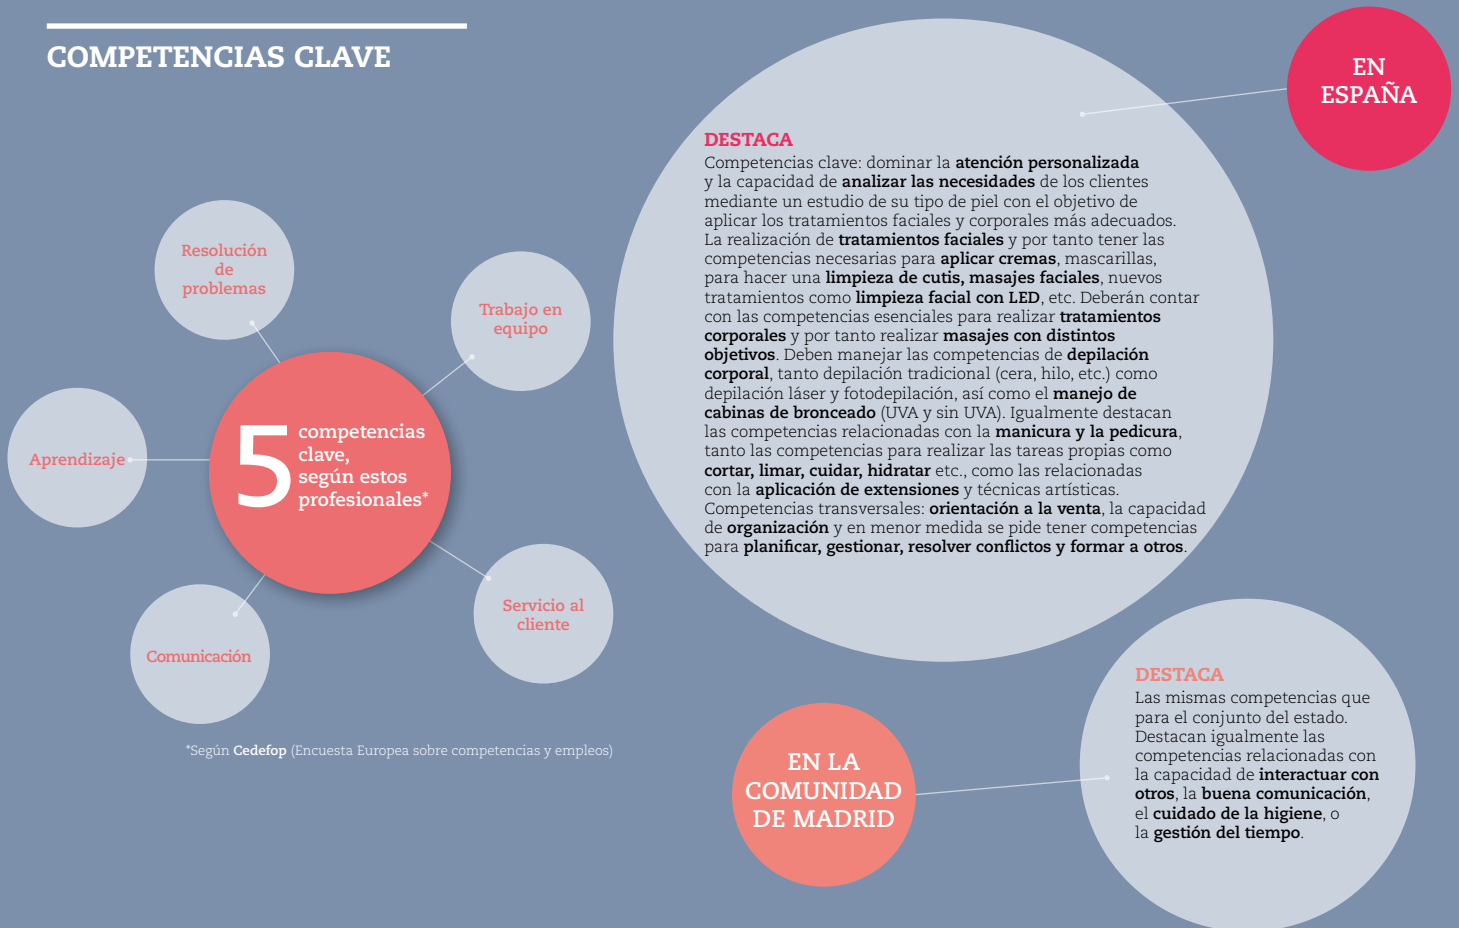 COMPETENCIAS CLAVE
Resolución
de
problemas
Trabajo en
equipo
Aprendizaje
5
competencias
clave,
según estos
profesionales*
Servicio al
cliente
Comunicación
*Según Cedefop (Encuesta Europea sobre competencias y empleos)
EN
ESPAÑA
DESTACA
Competencias clave: dominar la atención personalizada
y la capacidad de analizar las necesidades de los clientes
mediante un estudio de su tipo de piel con el objetivo de
aplicar los tratamientos faciales y corporales más adecuados.
La realización de tratamientos faciales y por tanto tener las
competencias necesarias para aplicar cremas, mascarillas,
para hacer una limpieza de cutis, masajes faciales, nuevos
tratamientos como limpieza facial con LED, etc. Deberán contar
con las competencias esenciales para realizar tratamientos
corporales y por tanto realizar masajes con distintos
objetivos. Deben manejar las competencias de depilación
corporal, tanto depilación tradicional (cera, hilo, etc.) como
depilación láser y fotodepilación, así como el manejo de
cabinas de bronceado (UVA y sin UVA). Igualmente destacan
las competencias relacionadas con la manicura y la pedicura,
tanto las competencias para realizar las tareas propias como
cortar, limar, cuidar, hidratar etc., como las relacionadas
con la aplicación de extensiones y técnicas artísticas.
Competencias transversales: orientación a la venta, la capacidad
de organización y en menor medida se pide tener competencias
para planificar, gestionar, resolver conflictos y formar a otros.
EN LA
COMUNIDAD
DE MADRID
DESTACA
Las mismas competencias que
para el conjunto del estado.
Destacan igualmente las
competencias relacionadas con
la capacidad de interactuar con
otros, la buena comunicación,
el cuidado de la higiene, o
la gestión del tiempo.